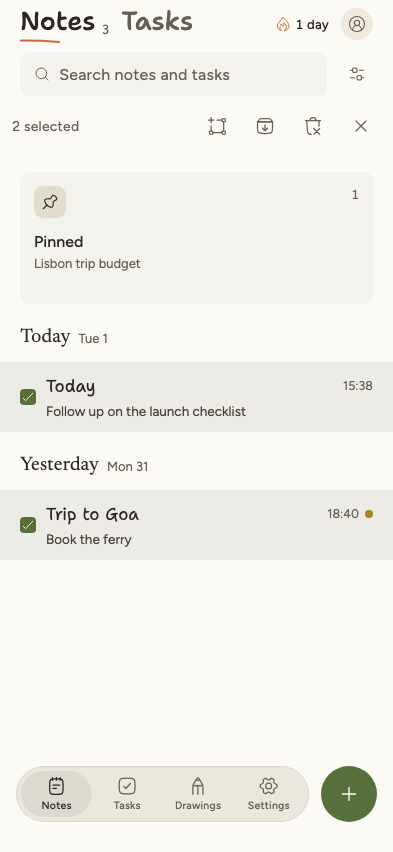 Notes 3 Tasks 1 day
Search notes and tasks
2 selected
1
Pinned
Lisbon trip budget
Today Tue 1
Today 15:38
Follow up on the launch checklist
Yesterday Mon 31
Trip to Goa 18:40
Book the ferry
Notes Tasks Drawings Settings